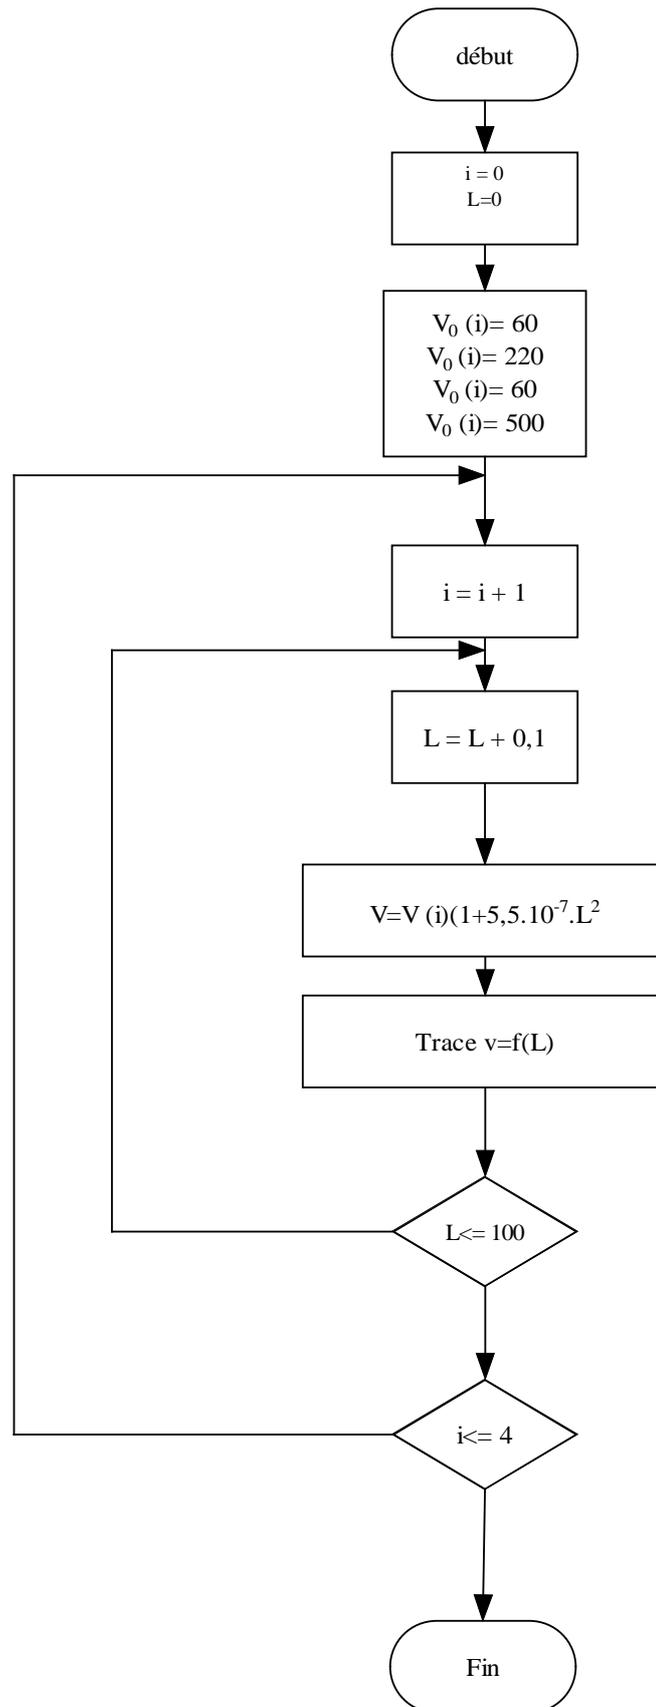 début
i = 0
L=0
V₀ (i)= 60
V₀ (i)= 220
V₀ (i)= 60
V₀ (i)= 500
i = i + 1
L = L + 0,1
V=V (i)(1+5,5.10⁻⁷.L²
Trace v=f(L)
L<= 100
i<= 4
Fin